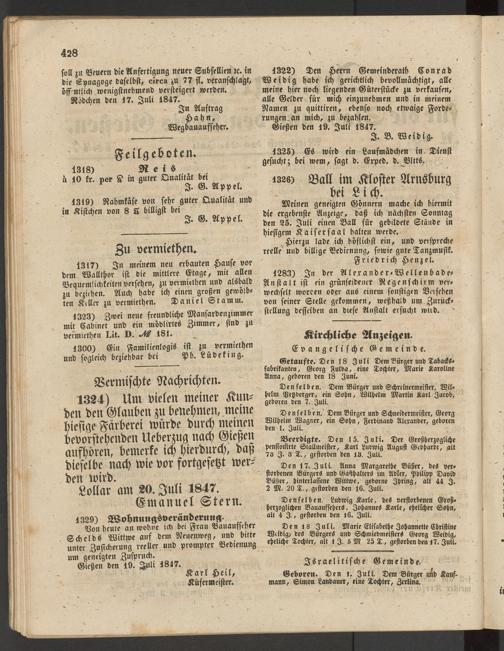 428
soll zu Beuern die Anfertigung neuer Subsellien ꝛc. in
die Synagoge daselbst, circa zu 77 fl. veranschlagt,
öffentlich wenigstnehmend versteigert werden.
Rödchen den 17. Juli 1847.
In Auftrag
Hahn,
Wegbauaufseher.
Feilgeboten.
1318) Reis
à 10 kr. per ℔ in guter Qualität bei
J. G. Appel.
1319) Rahmkäse von sehr guter Qualität und
in Kistchen von 8 ℔ billigst bei
J. G. Appel.
Zu vermiethen.
1317) In meinem neu erbauten Hause vor
dem Wallthor ist die mittlere Etage, mit allen
Bequemlichkeiten versehen, zu vermiethen und alsbald
zu beziehen. Auch habe ich einen großen gewölb-
ten Keller zu vermiethen. Daniel Stamm.
1323) Zwei neue freundliche Mansardenzimmer
mit Cabinet und ein möblirtes Zimmer, sind zu
vermiethen Lit. D. № 181.
1300) Ein Familienlogis ist zu vermiethen
und sogleich beziehbar bei Ph. Lüdeking.
Vermischte Nachrichten.
1324) Um vielen meiner Kun-
den den Glauben zu benehmen, meine
hiesige Färberei würde durch meinen
bevorstehenden Ueberzug nach Gießen
aufhören, bemerke ich hierdurch, daß
dieselbe nach wie vor fortgesetzt wer-
den wird.
Lollar am 20. Juli 1847.
Emanuel Stern.
1329) Wohnungsveränderung.
Von heute an wohne ich bei Frau Bauaufseher
Schelds Wittwe auf dem Neuenweg, und bitte
unter Zusicherung reeller und prompter Bedienung
um geneigten Zuspruch.
Gießen den 19. Juli 1847.
Karl Heil,
Küfermeister.
1322) Den Herrn Gemeinderath Conrad
Weidig habe ich gerichtlich bevollmächtigt, alle
meine hier noch liegenden Güterstücke zu verkaufen,
alle Gelder für mich einzunehmen und in meinem
Namen zu quittiren, ebenso noch etwaige Forde-
rungen an mich, zu bezahlen.
Gießen den 19. Juli 1847.
J. B. Weidig.
1325) Es wird ein Laufmädchen in Dienst
gesucht; bei wem, sagt d. Exped. d. Blts.
1326) Ball im Kloster Arnsburg
bei Lich.
Meinen geneigten Gönnern mache ich hiermit
die ergebenste Anzeige, daß ich nächsten Sonntag
den 25. Juli einen Ball für gebildete Stände in
hiesigem Kaisersaal halten werde.
Hierzu lade ich höflichst ein, und verspreche
reelle und billige Bedienung, sowie gute Tanzmusik.
Friedrich Henzel.
1283) In der Alexander-Wellenbade-
Anstalt ist ein grünseidener Regenschirm ver-
wechselt worden oder aus einem sonstigen Versehen
von seiner Stelle gekommen, weßhalb um Zurück-
stellung desselben an diese Anstalt ersucht wird.
Kirchliche Anzeigen.
Evangelische Gemeinde.
Getaufte. Den 18 Juli Dem Bürger und Tabacks-
fabrikanten, Georg Fulda, eine Tochter, Marie Karoline
Anna, geboren den 18 Juni.
Denselben. Dem Bürger und Schreinermeister, Wil-
helm ein Sohn, Wilhelm Martin Karl Jacob,
geboren den 7. Juli.
Denselben. Dem Bürger und Schneidermeister, Georg
Wilhelm Wagner, ein Sohn, Ferdinand Alexander, geboren
den 1. Juli.
Beerdigte. Den 15. Juli. Der Großherzogliche
pensionirte Stallmeister, Karl Ludwig August Gebhardt, alt
73 J. 3 T., gestorben den 13. Juli.
Den 17. Juli. Anna Margarethe Büser, des ver-
storbenen Bürgers und Gasthalters im Adler, Philipp David
Büser, hinterlassene Wittwe, geborne alt 44 J.
2 M. 20 T., gestorben den 16. Juli.
Denselben. Ludwig Karle, des verstorbenen Groß-
herzoglichen Bauaufsehers, Johannes Karle, ehelicher Sohn,
alt 4 J., gestorben den 16. Juli.
Den 18 Juli. Marie Elisabethe Johannette Christine
Weidig, des Bürgers und Schmiedmeisters Georg Weidig,
eheliche Tochter, alt 1 J. 5 M 25 T., gestorben den 17. Juli.
Israelitische Gemeinde.
Geboren. Den 1. Juli. Dem Bürger und Kauf-
mann, Simon Landauer, eine Tochter, Zerlina.